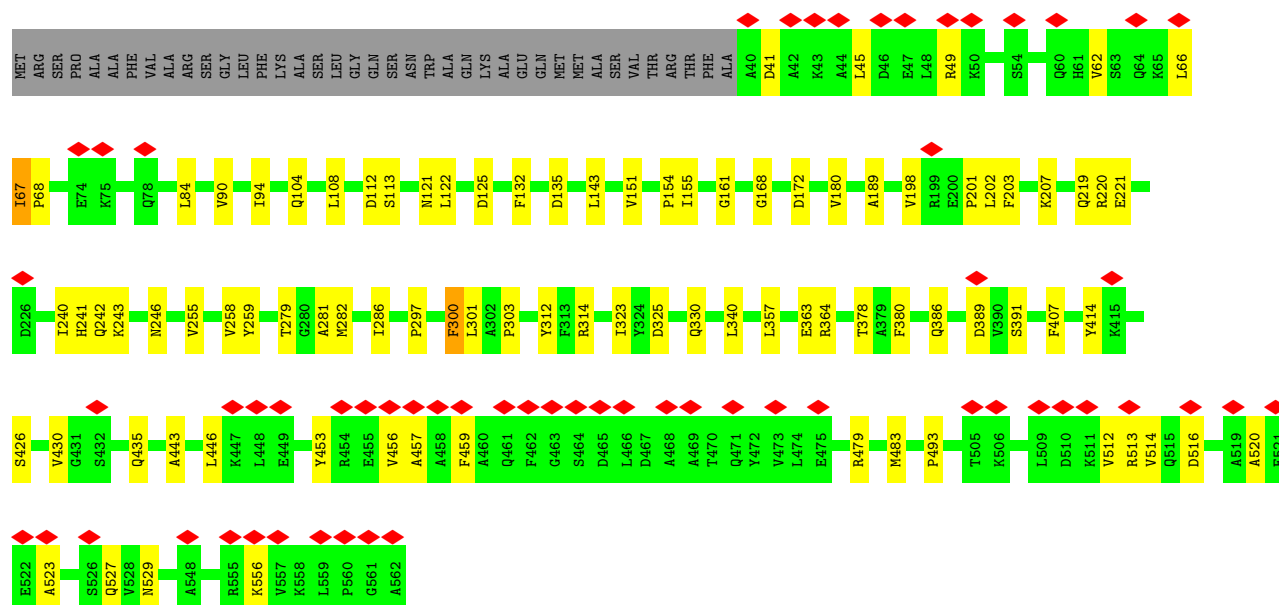 MET ARG SER PRO ALA ALA PHE VAL ALA ARG SER GLY LEU PHE LYS ALA SER LEU GLY GLN SER ASN TRP ALA GLN LYS ALA GLU GLN MET MET ALA SER VAL THR ARG THR PHE ALA A40 D41 A42 K43 A44 L45 D46 E47 L48 R49 K50 S54 Q60 H61 V62 S63 Q64 K65 L66
I67 P68 E74 K75 Q78 L84 V90 I94 Q104 L108 D112 S113 N121 L122 D125 F132 D135 L143 V151 P154 I155 G161 G168 D172 V180 A189 V198 R199 E200 P201 L202 F203 K207 Q219 R220 E221
D226 I240 H241 Q242 K243 N246 V255 V258 Y259 T279 G280 A281 M282 I286 P297 F300 L301 A302 P303 Y312 F313 R314 I323 Y324 D325 Q330 L340 L357 E363 R364 T378 A379 F380 Q386 D389 V390 S391 F407 Y414 K415
S426 V430 G431 S432 Q435 A443 L446 K447 L448 E449 Y453 R454 E455 V456 A457 A458 F459 A460 Q461 F462 G463 S464 D465 L466 D467 A468 A469 T470 Q471 Y472 V473 L474 E475 R479 M483 P493 T505 K506 L509 D510 K511 V512 R513 V514 Q515 D516 A519 A520
E522 A523 S526 Q527 V528 N529 A548 R555 K556 V557 K558 L559 P560 G561 A562